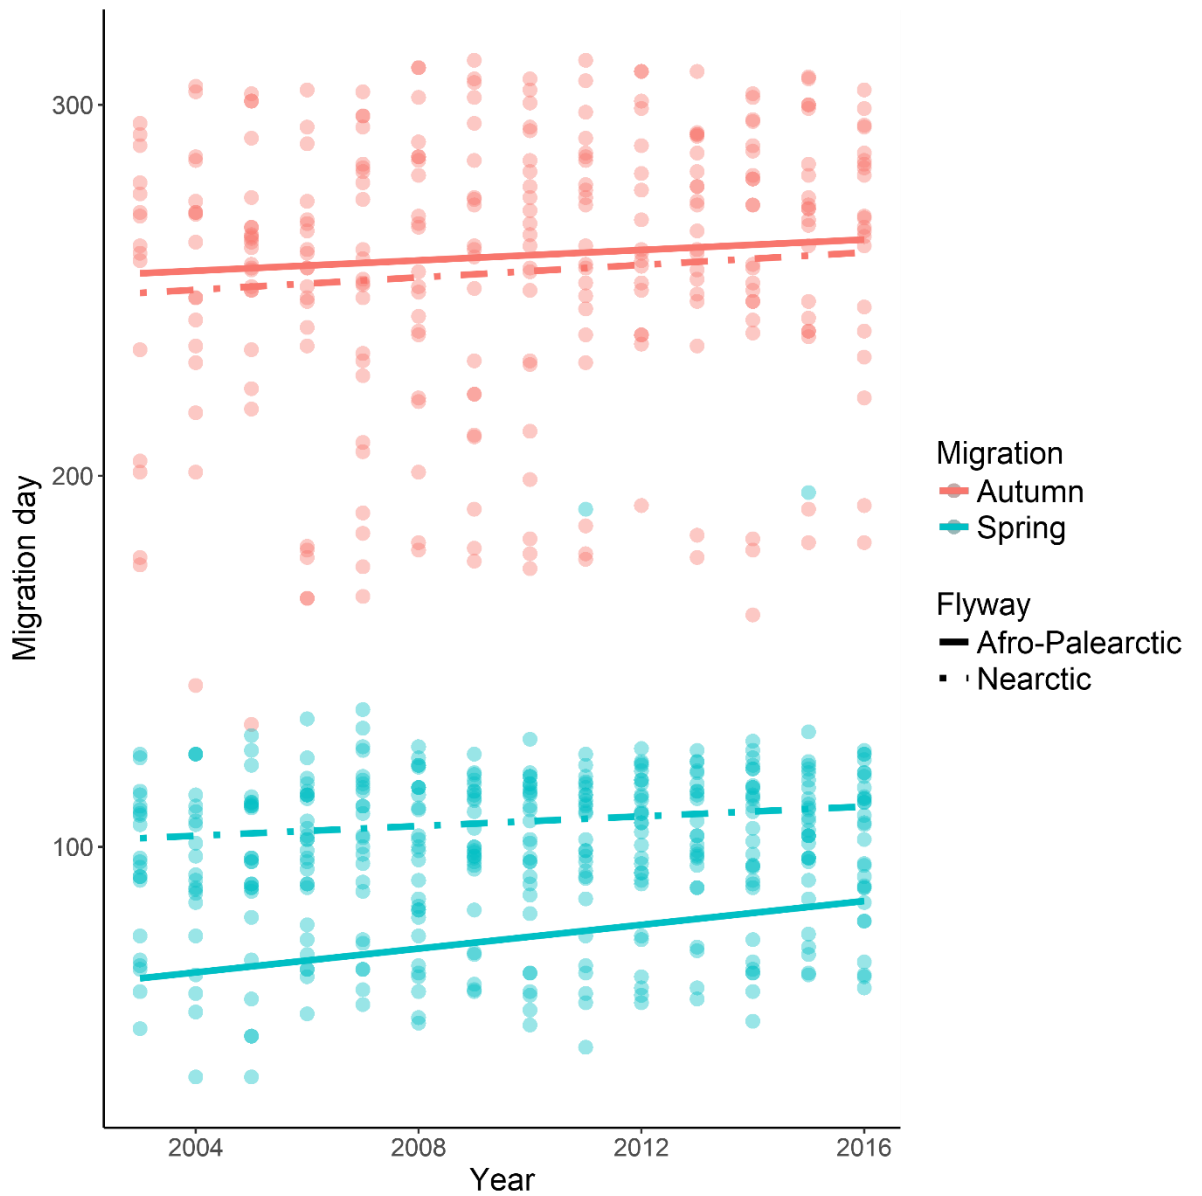 300
200
100
Migration day
2004
2008
2012
2016
Year
Migration
Autumn
Spring
Flyway
Afro-Palearctic
Nearctic